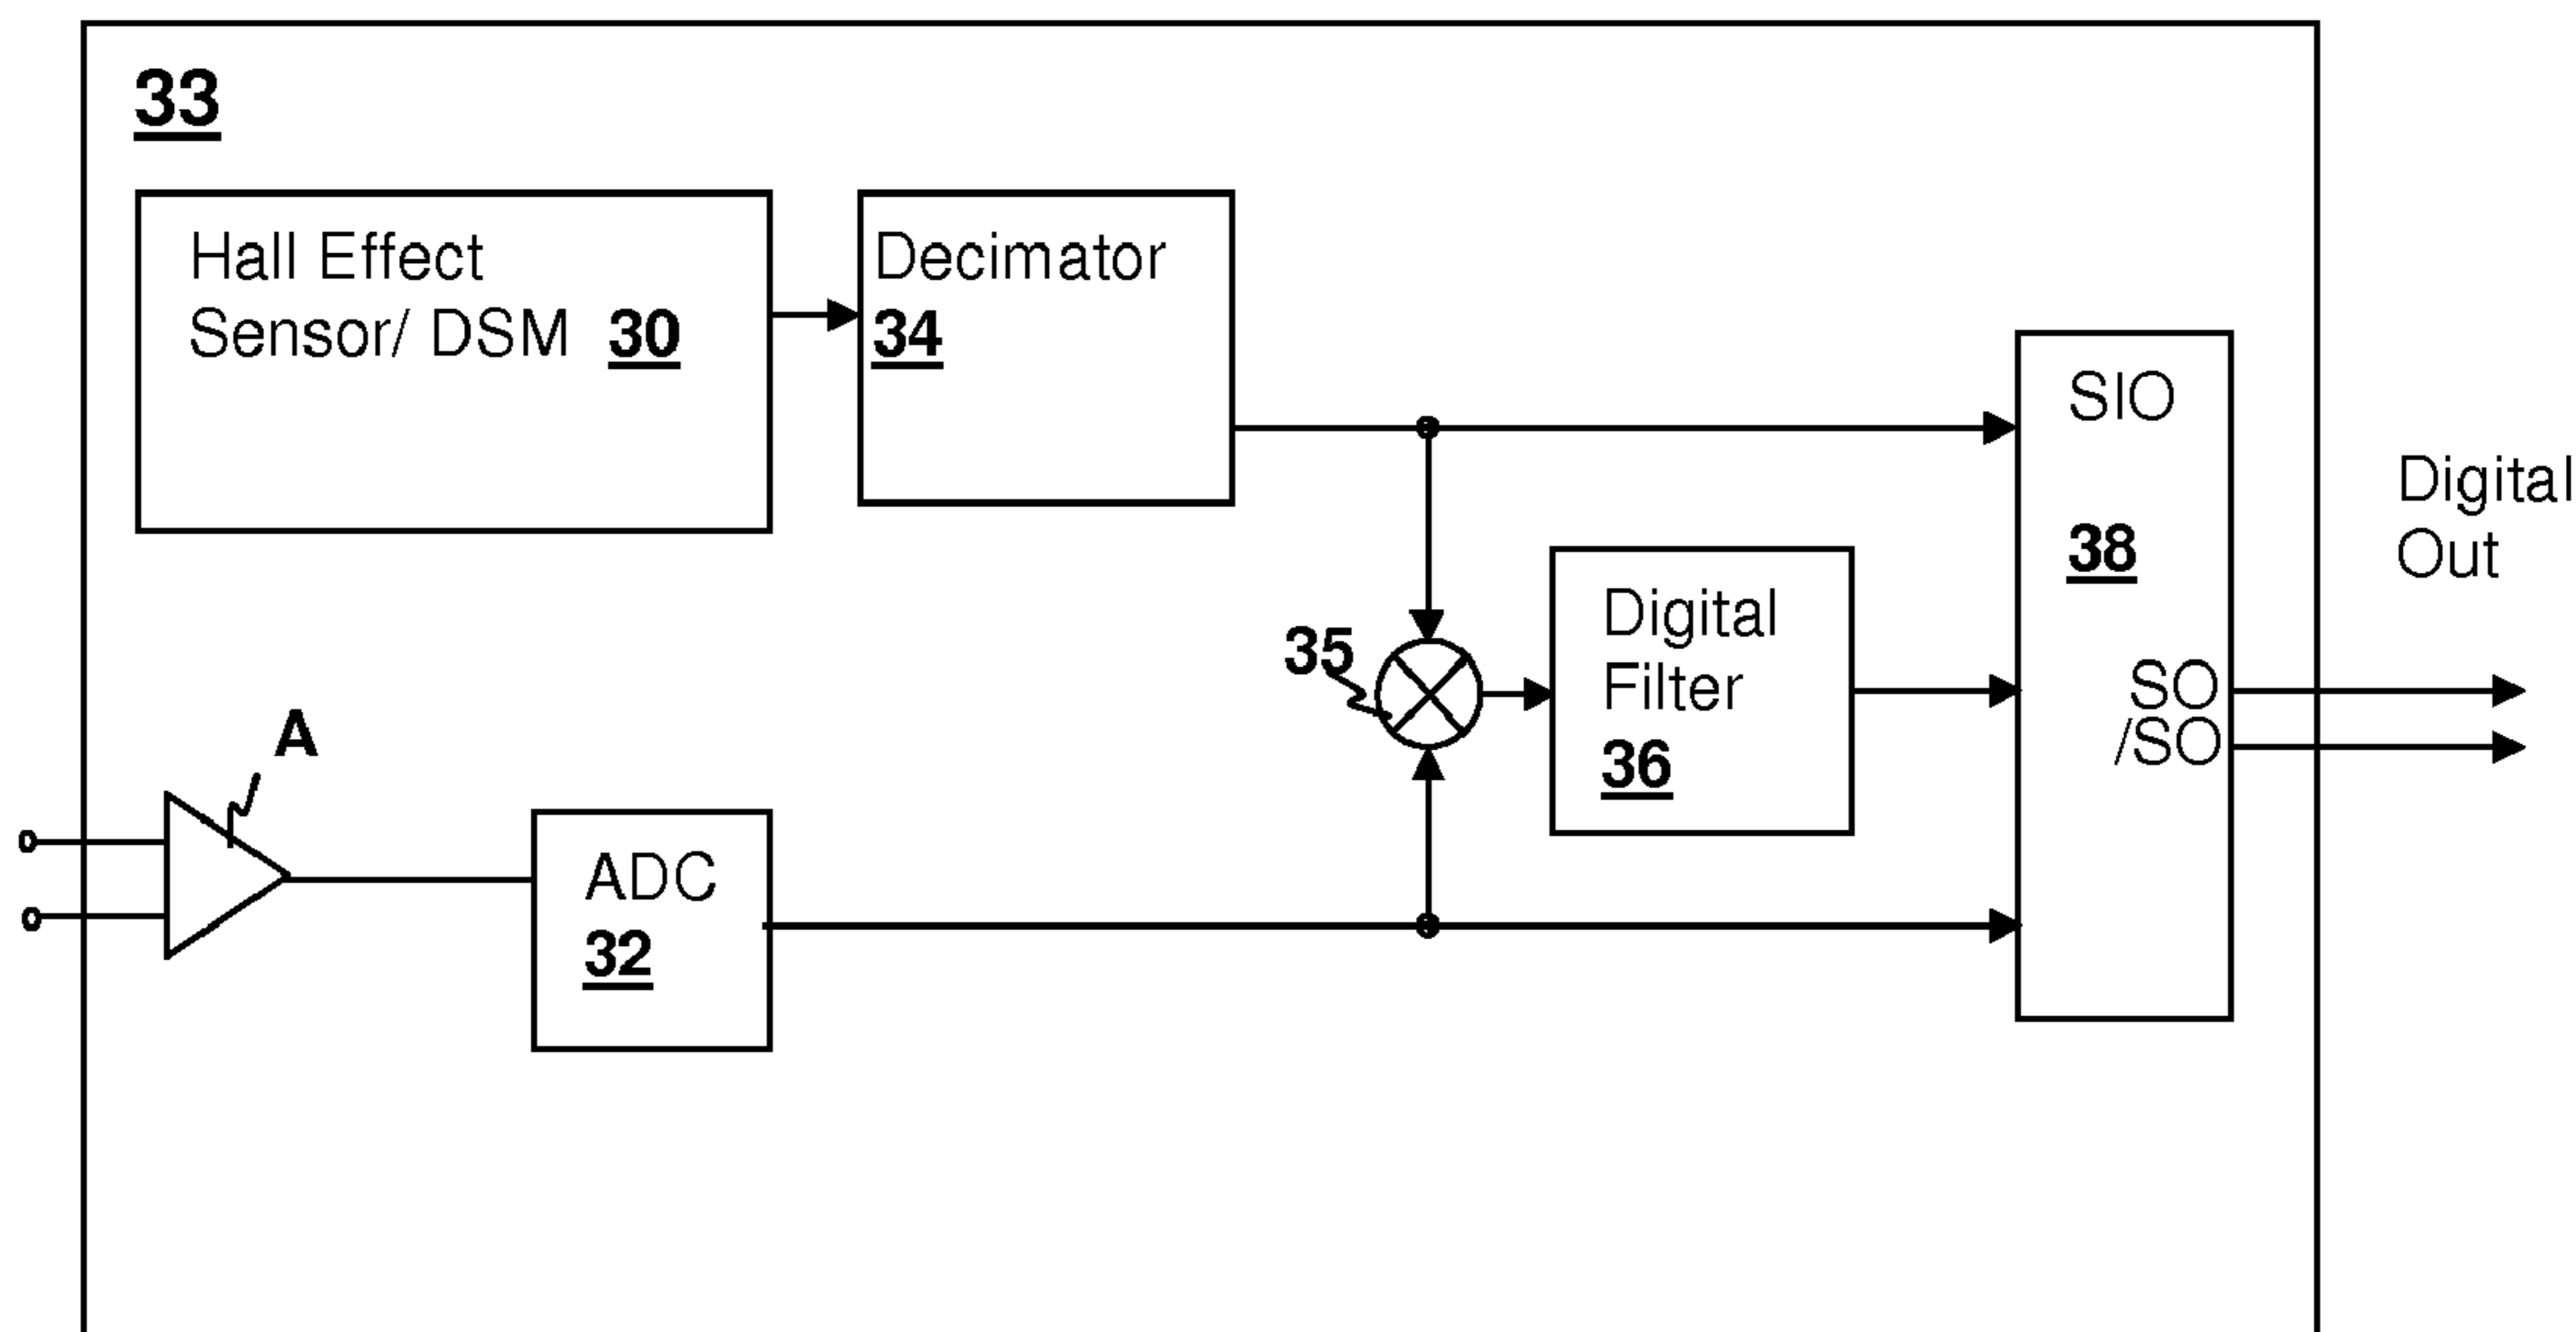 33
Hall Effect
Sensor/ DSM 30
Decimator
34
SIO
38
Digital
Out
35
Digital
Filter
36
SO
/SO
A
ADC
32